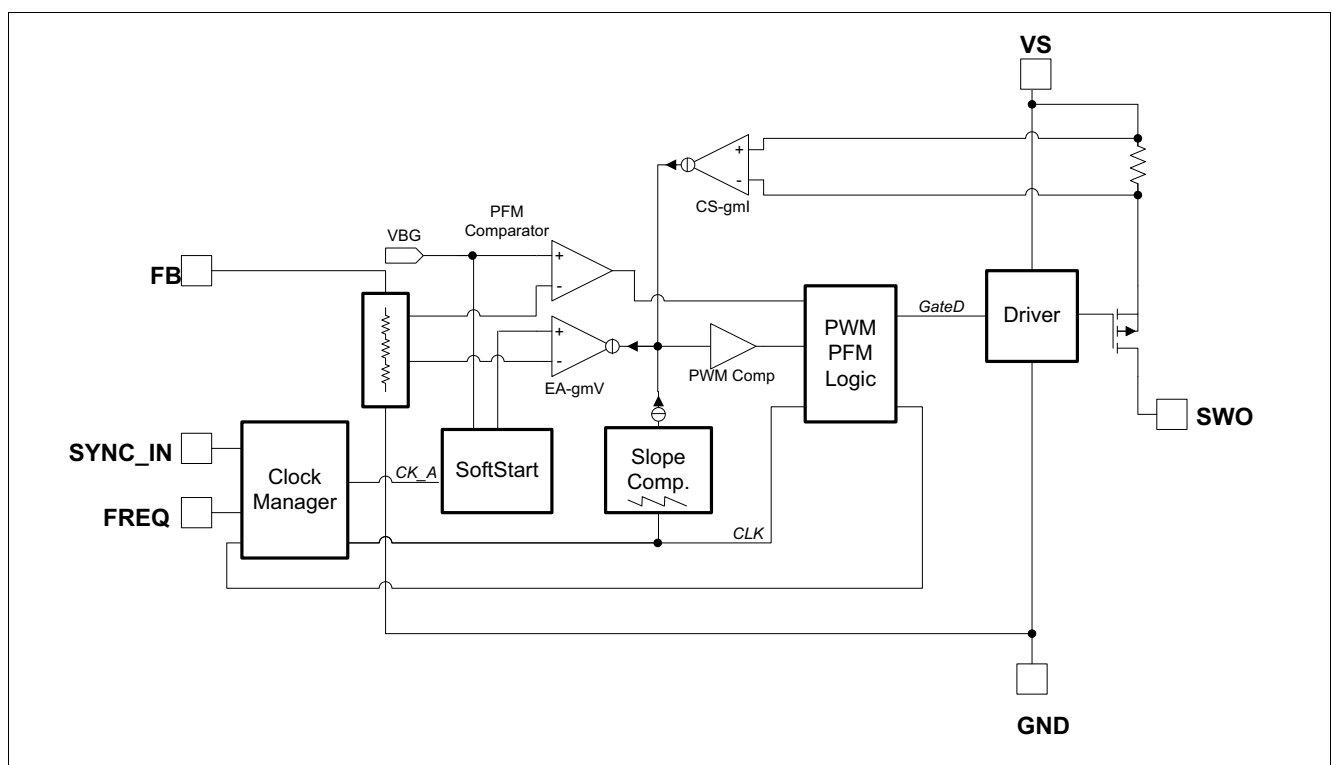 VS
+
-
CS-gmI
PFM
Comparator
VBG
+
-
FB
+
-
EA-gmV
PWM Comp
PWM
PFM
Logic
GateD
Driver
SWO
SYNC_IN
FREQ
Clock
Manager
CK_A
SoftStart
Slope
Comp.
CLK
GND